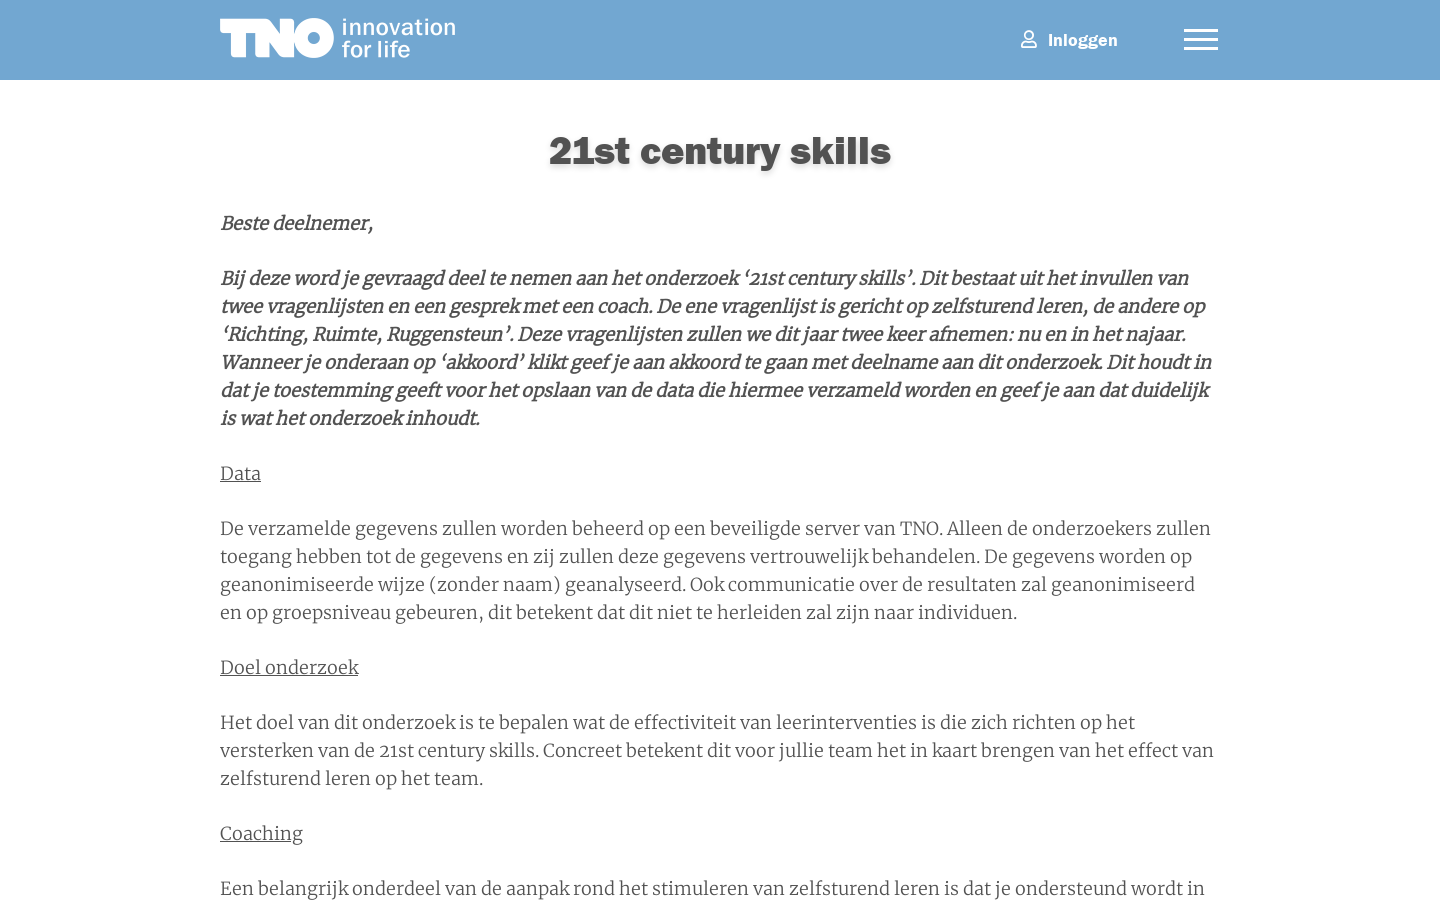 TNO innovation
for life
Inloggen
21st century skills
Beste deelnemer,
Bij deze word je gevraagd deel te nemen aan het onderzoek ‘21st century skills’. Dit bestaat uit het invullen van
twee vragenlijsten en een gesprek met een coach. De ene vragenlijst is gericht op zelfsturend leren, de andere op
‘Richting, Ruimte, Ruggensteun’. Deze vragenlijsten zullen we dit jaar twee keer afnemen: nu en in het najaar.
Wanneer je onderaan op ‘akkoord’ klikt geef je aan akkoord te gaan met deelname aan dit onderzoek. Dit houdt in
dat je toestemming geeft voor het opslaan van de data die hiermee verzameld worden en geef je aan dat duidelijk
is wat het onderzoek inhoudt.
Data
De verzamelde gegevens zullen worden beheerd op een beveiligde server van TNO. Alleen de onderzoekers zullen
toegang hebben tot de gegevens en zij zullen deze gegevens vertrouwelijk behandelen. De gegevens worden op
geanonimiseerde wijze (zonder naam) geanalyseerd. Ook communicatie over de resultaten zal geanonimiseerd
en op groepsniveau gebeuren, dit betekent dat dit niet te herleiden zal zijn naar individuen.
Doel onderzoek
Het doel van dit onderzoek is te bepalen wat de effectiviteit van leerinterventies is die zich richten op het
versterken van de 21st century skills. Concreet betekent dit voor jullie team het in kaart brengen van het effect van
zelfsturend leren op het team.
Coaching
Een belangrijk onderdeel van de aanpak rond het stimuleren van zelfsturend leren is dat je ondersteund wordt in